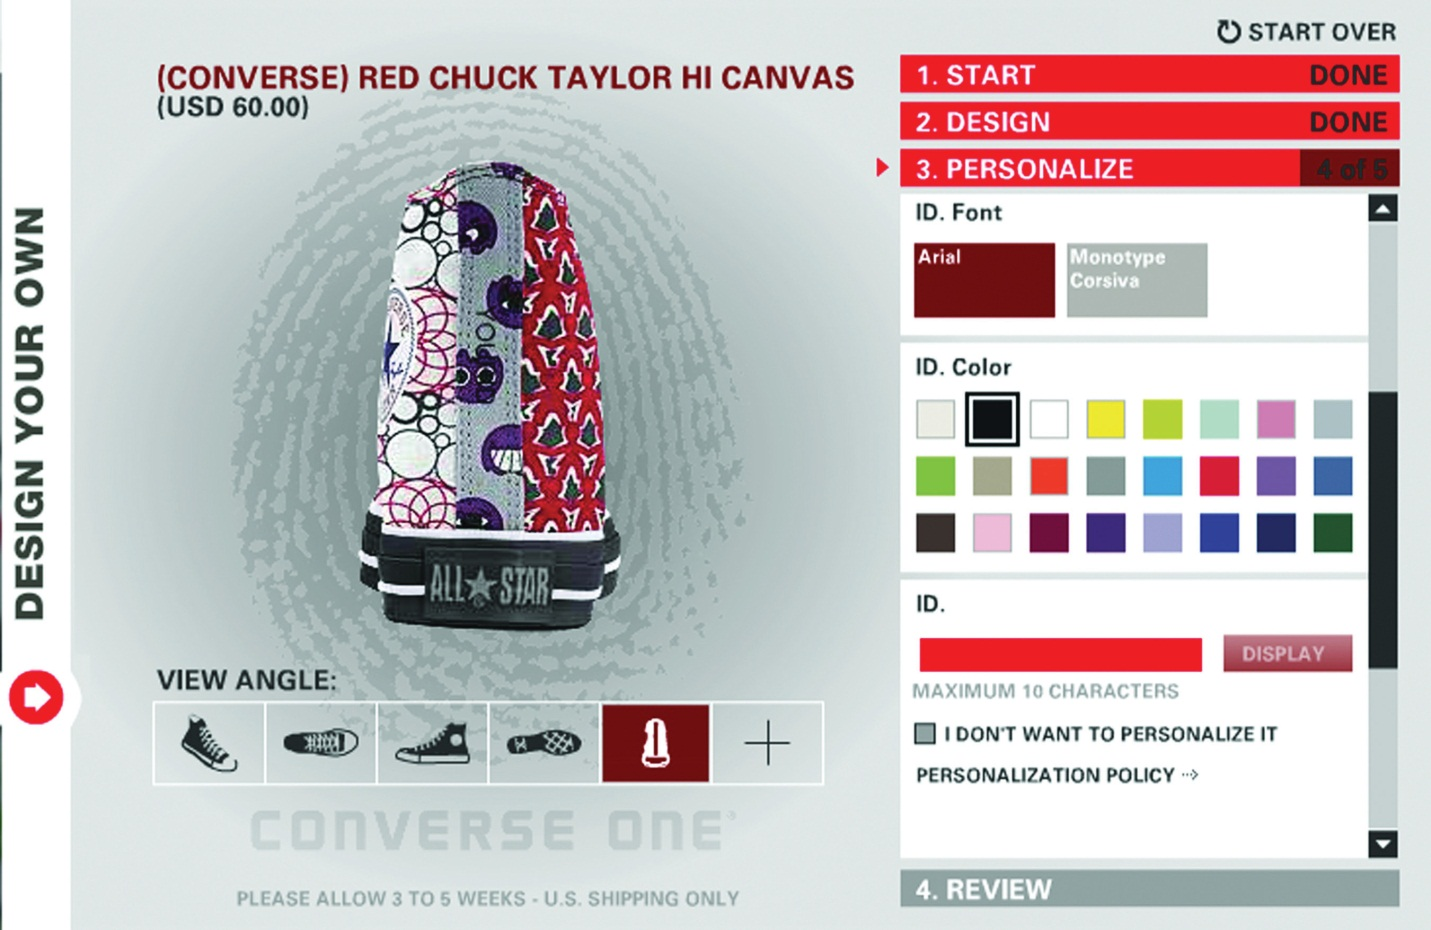 DESIGN YOUR OWN
START OVER
(CONVERSE) RED CHUCK TAYLOR HI CANVAS
(USD 60.00)
1. START DONE
2. DESIGN DONE
3. PERSONALIZE 4 of 5
ID. Font
Arial
Monotype
Corsiva
ID. Color
ID.
DISPLAY
MAXIMUM 10 CHARACTERS
I DON'T WANT TO PERSONALIZE IT
PERSONALIZATION POLICY
4. REVIEW
YOU
ALL STAR
VIEW ANGLE:
CONVERSE ONE
PLEASE ALLOW 3 TO 5 WEEKS - U.S. SHIPPING ONLY